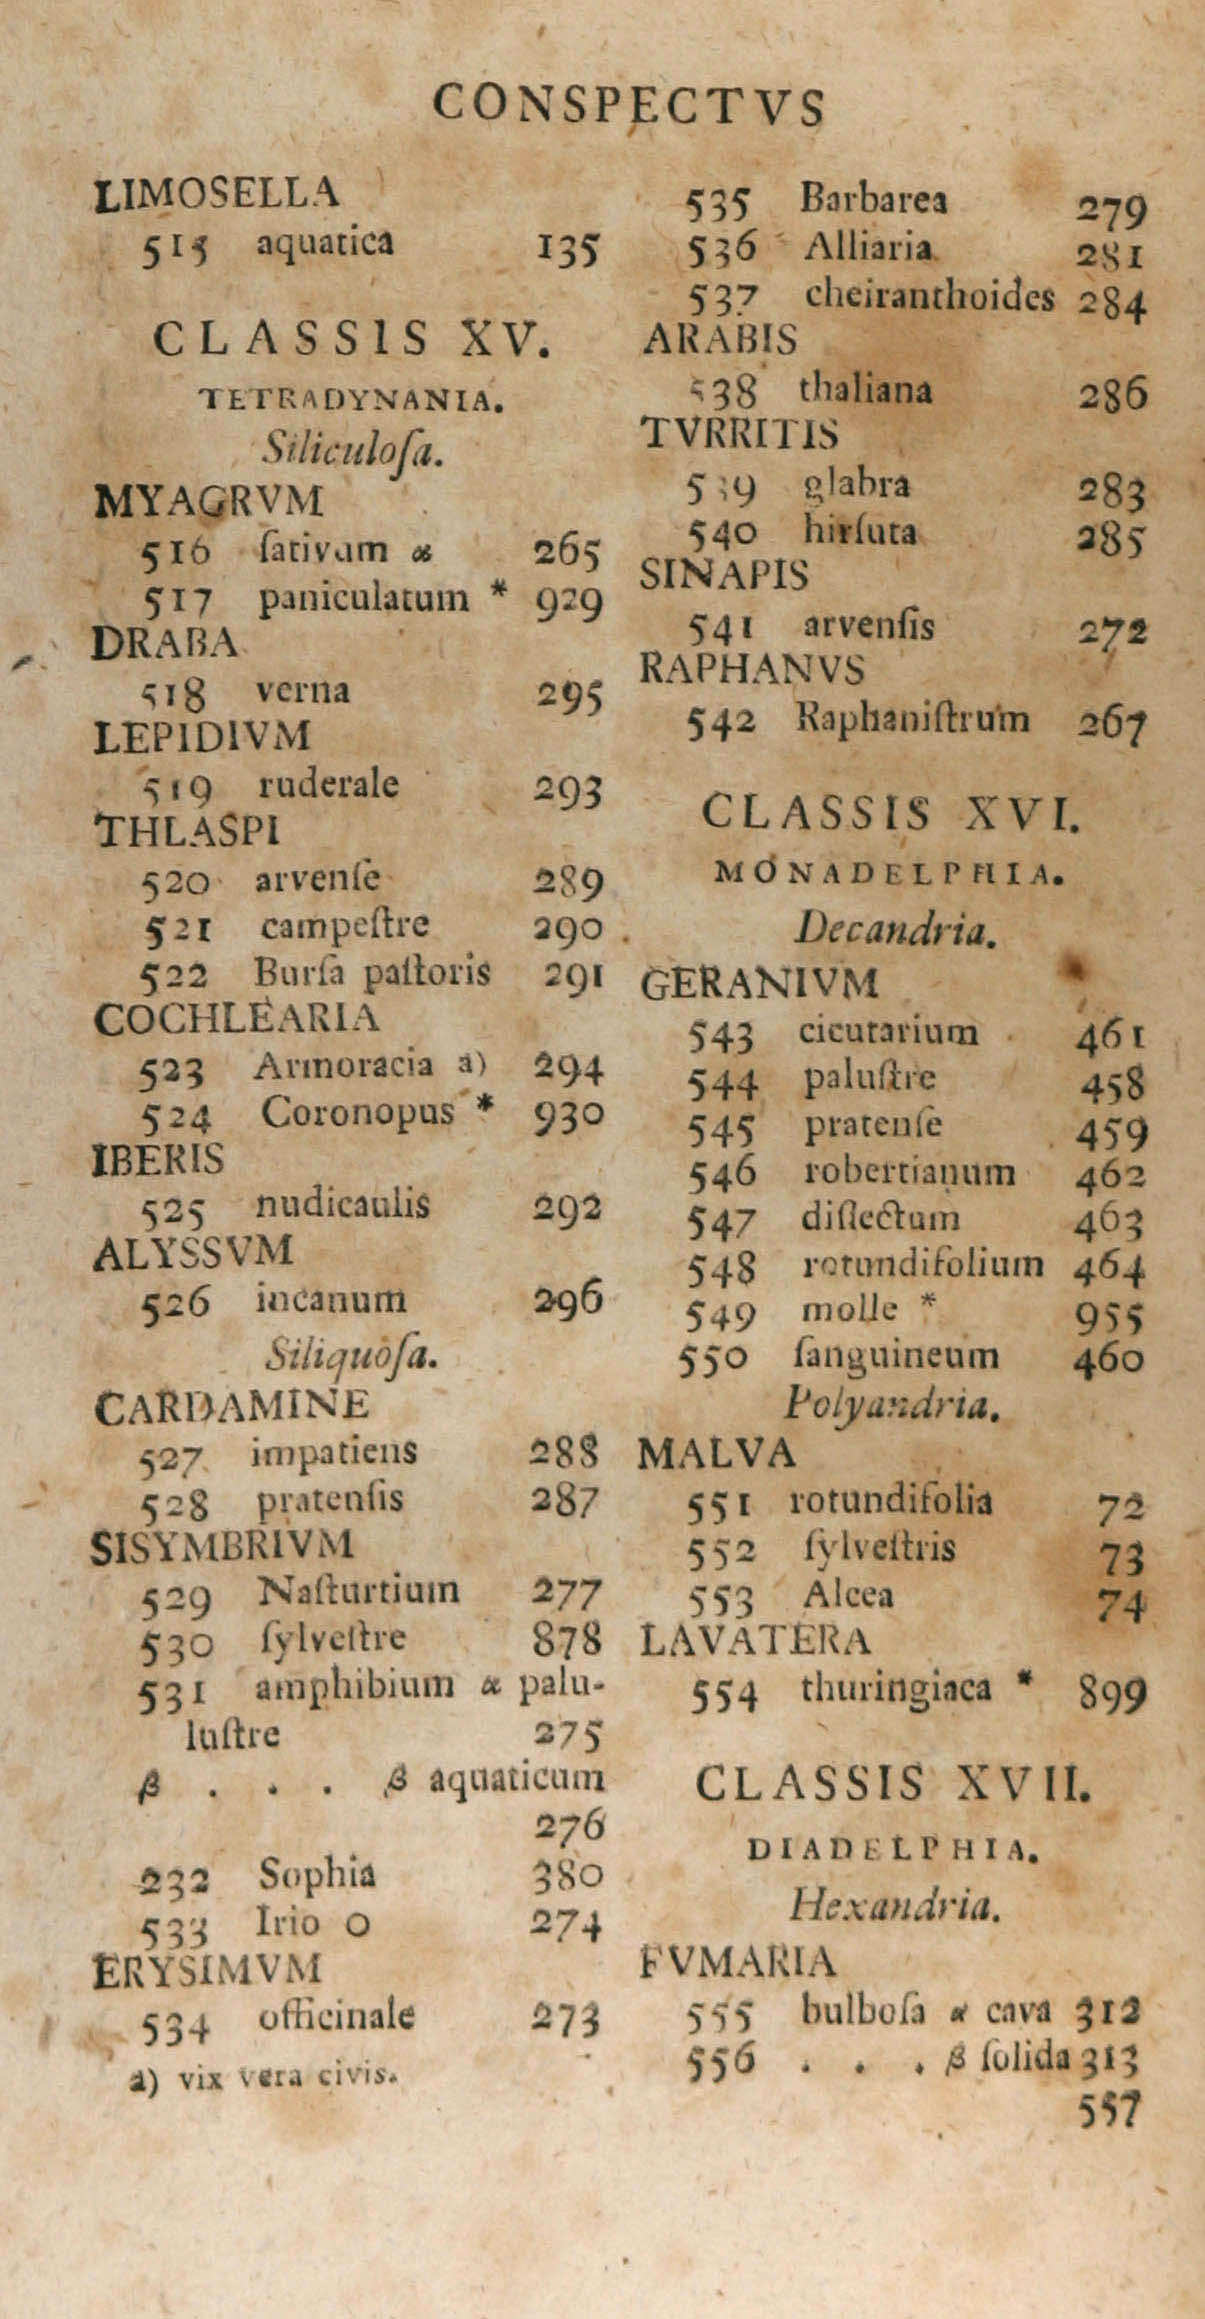 CONSPECTVS
LIMOSELLA
515 aquatica 135
CLASSIS XV.
TETRADYNANIA.
Siliculoſa.
MYAGRVM
516 ſativum α 265
517 paniculatum * 929
DRABA
518 verna 295
LEPIDIVM
519 ruderale 293
THLASPI
520 arvenſe 289
521 campeſtre 290
522 Burſa paſtoris 291
COCHLEARIA
523 Armoracia a) 294
524 Coronopus * 930
IBERIS
525 nudicaulis 292
ALYSSVM
526 incanum 296
Siliquoſa.
CARDAMINE
527 impatiens 288
528 pratenſis 287
SISYMBRIVM
529 Naſturtium 277
530 ſylveſtre 878
531 amphibium α palu-
luſtre 275
β . . . β aquaticum
276
232 Sophia 380
533 Irio O 274
ERYSIMVM
534 officinale 273
a) vix vera civis.
535 Barbarea 279
536 Alliaria 281
537 cheiranthoides 284
ARABIS
538 thaliana 286
TVRRITIS
539 glabra 283
540 hirſuta 285
SINAPIS
541 arvenſis 272
RAPHANVS
542 Raphaniſtrum 267
CLASSIS XVI.
MONADELPHIA.
Decandria.
GERANIVM
543 cicutarium 461
544 paluſtre 458
545 pratenſe 459
546 robertianum 462
547 diſſectum 463
548 rotundifolium 464
549 molle * 955
550 ſanguineum 460
Polyandria.
MALVA
551 rotundifolia 72
552 ſylveſtris 73
553 Alcea 74
LAVATERA
554 thuringiaca * 899
CLASSIS XVII.
DIADELPHIA.
Hexandria.
FVMARIA
555 bulboſa α cava 312
556 . . . β ſolida 313
557